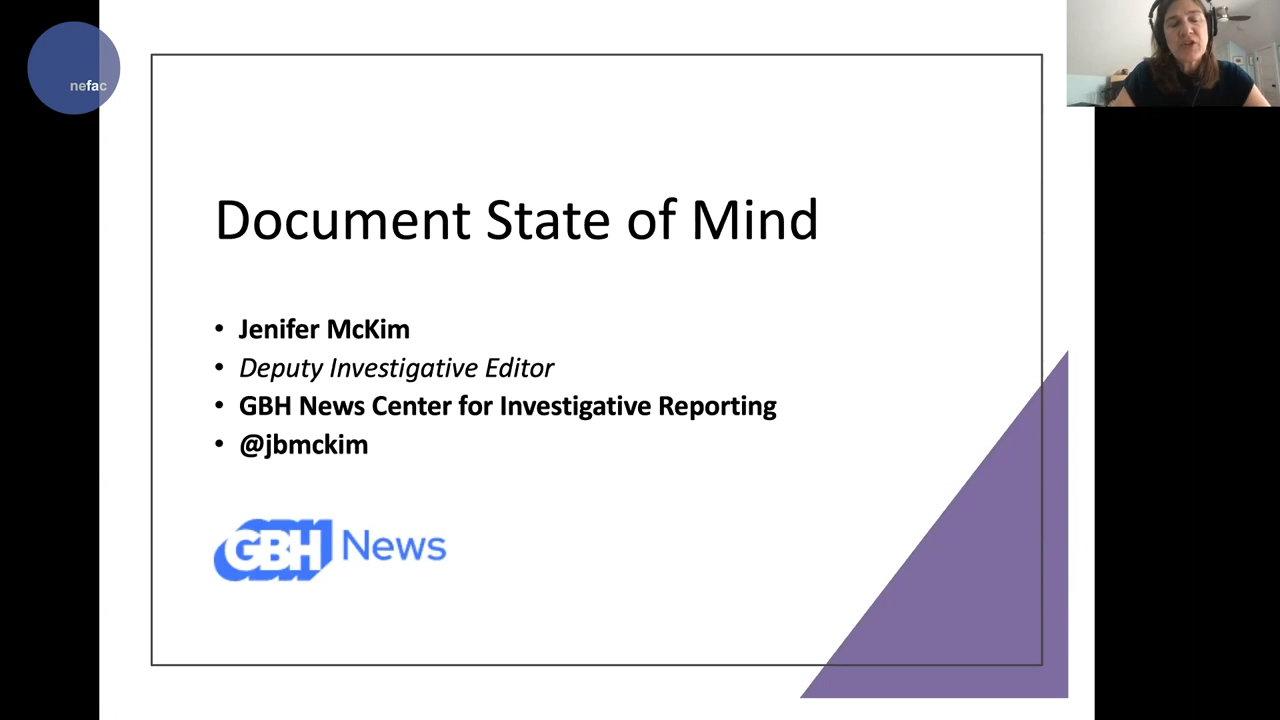 nefac
Document State of Mind
• Jenifer McKim
• Deputy Investigative Editor
• GBH News Center for Investigative Reporting
• @jbmckim
GBH News